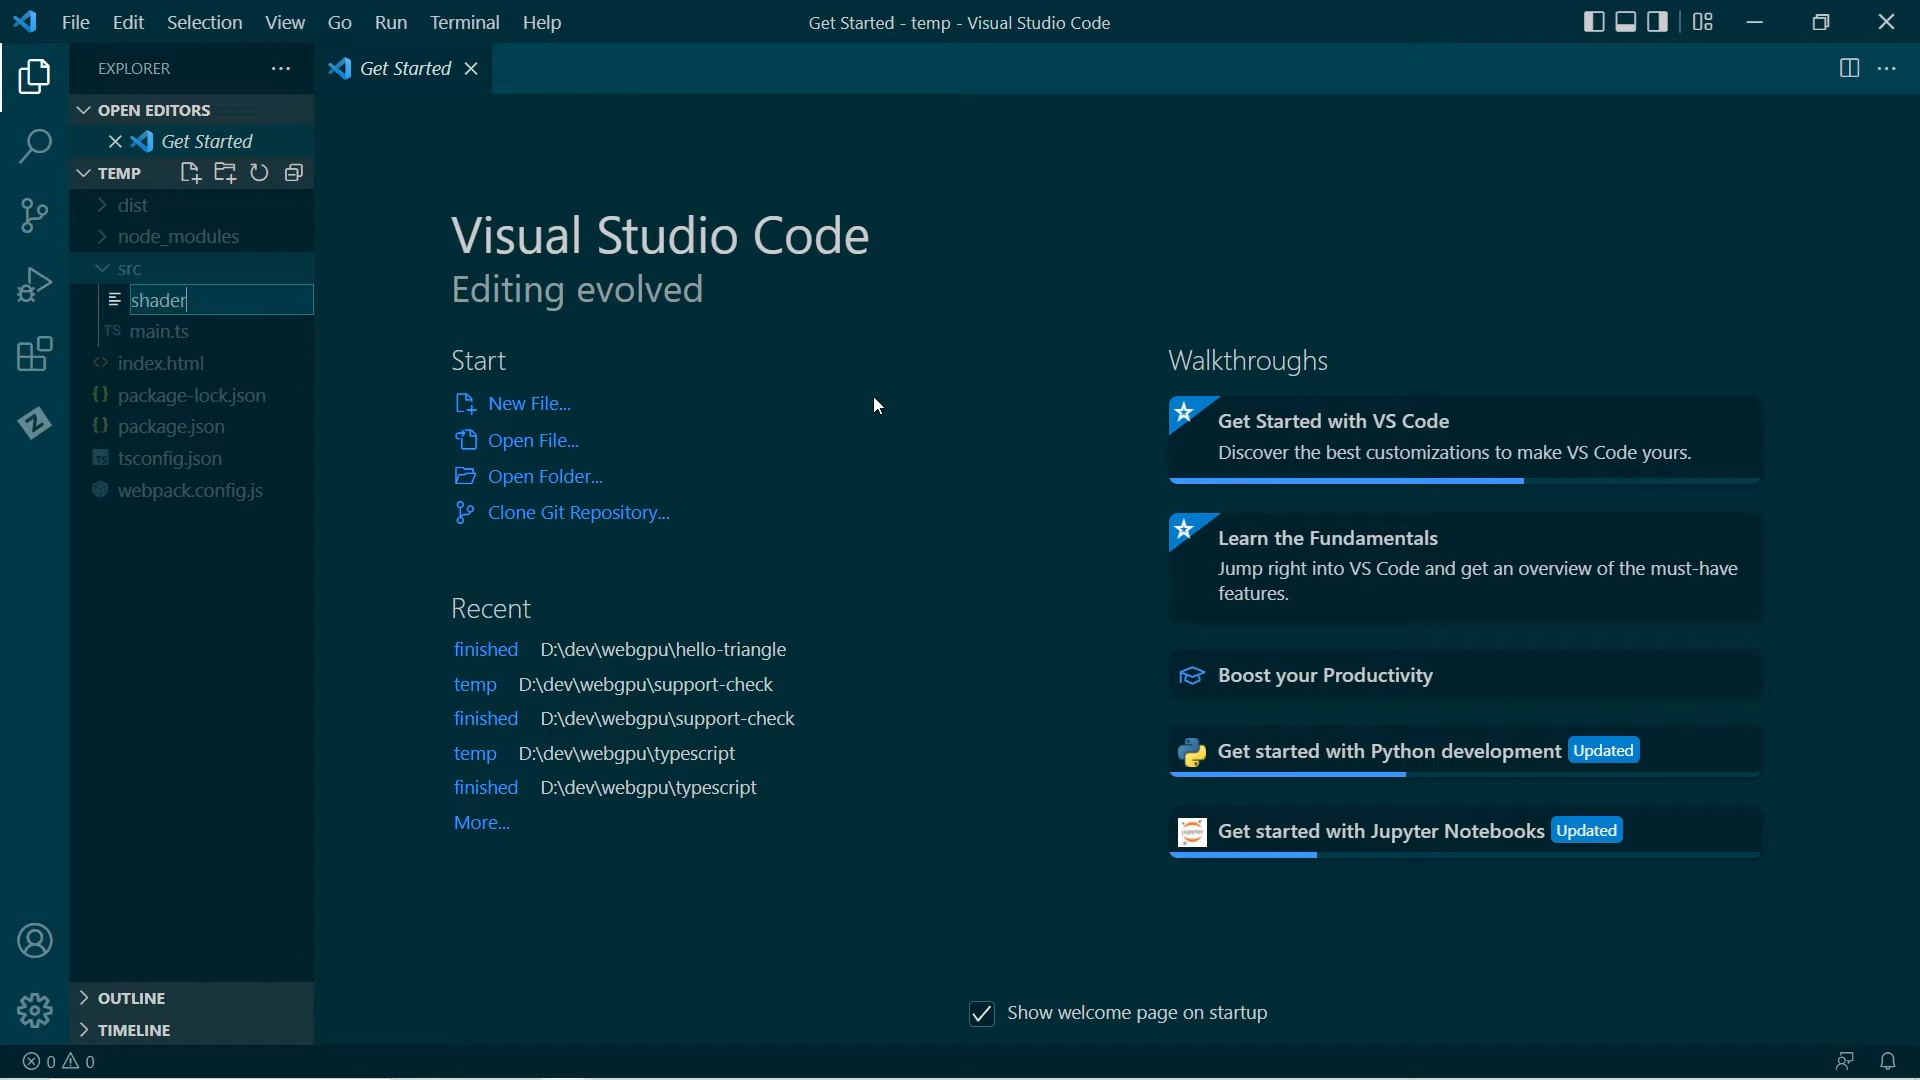 File Edit Selection View Go Run Terminal Help
Get Started - temp - Visual Studio Code
EXPLORER
Get Started
OPEN EDITORS
Get Started
TEMP
dist
node_modules
src
shader
TS main.ts
index.html
package-lock.json
package.json
tsconfig.json
webpack.config.js
OUTLINE
TIMELINE
Visual Studio Code
Editing evolved
Start
New File...
Open File...
Open Folder...
Clone Git Repository...
Recent
finished D:\dev\webgpu\hello-triangle
temp D:\dev\webgpu\support-check
finished D:\dev\webgpu\support-check
temp D:\dev\webgpu\typescript
finished D:\dev\webgpu\typescript
More...
Walkthroughs
Get Started with VS Code
Discover the best customizations to make VS Code yours.
Learn the Fundamentals
Jump right into VS Code and get an overview of the must-have
features.
Boost your Productivity
Get started with Python development Updated
Get started with Jupyter Notebooks Updated
Show welcome page on startup
0 0